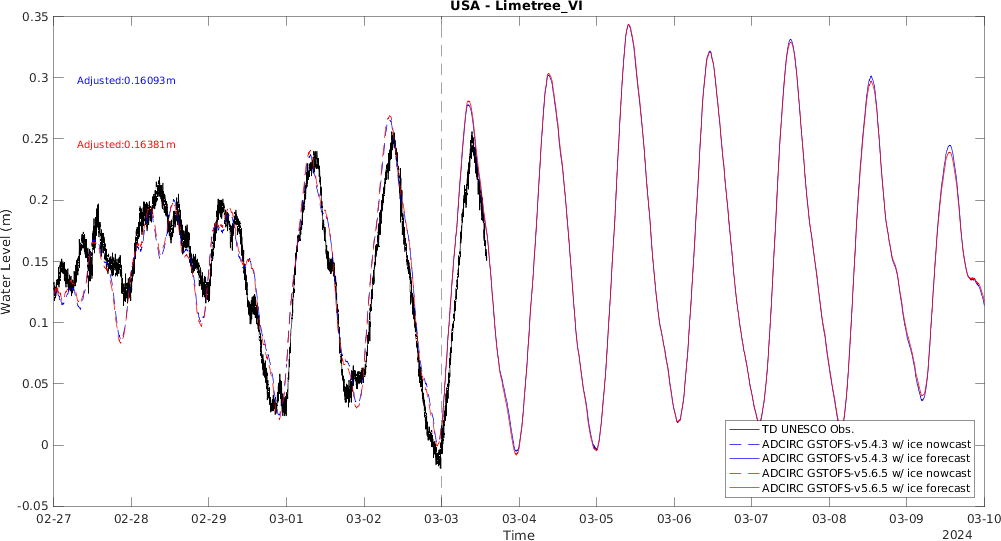 USA - Limetree_VI
0.35
0.3
0.25
0.2
0.15
0.1
0.05
0
-0.05
Water Level (m)
Adjusted:0.16093m
Adjusted:0.16381m
TD UNESCO Obs.
ADCIRC GSTOFS-v5.4.3 w/ ice nowcast
ADCIRC GSTOFS-v5.4.3 w/ ice forecast
ADCIRC GSTOFS-v5.6.5 w/ ice nowcast
ADCIRC GSTOFS-v5.6.5 w/ ice forecast
02-27 02-28 02-29 03-01 03-02 03-03 03-04 03-05 03-06 03-07 03-08 03-09 03-10
Time
2024